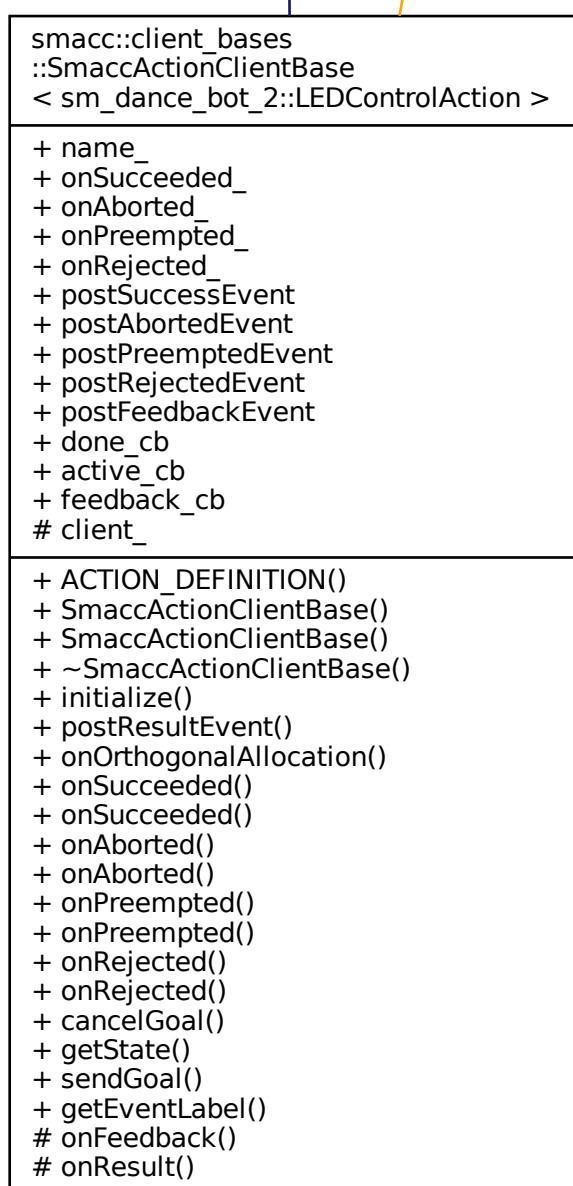 smacc::client_bases
::SmaccActionClientBase
< sm_dance_bot_2::LEDControlAction >
+ name_
+ onSucceeded_
+ onAborted_
+ onPreempted_
+ onRejected_
+ postSuccessEvent
+ postAbortedEvent
+ postPreemptedEvent
+ postRejectedEvent
+ postFeedbackEvent
+ done_cb
+ active_cb
+ feedback_cb
# client_
+ ACTION_DEFINITION()
+ SmaccActionClientBase()
+ SmaccActionClientBase()
+ ~SmaccActionClientBase()
+ initialize()
+ postResultEvent()
+ onOrthogonalAllocation()
+ onSucceeded()
+ onSucceeded()
+ onAborted()
+ onAborted()
+ onPreempted()
+ onPreempted()
+ onRejected()
+ onRejected()
+ cancelGoal()
+ getState()
+ sendGoal()
+ getEventLabel()
# onFeedback()
# onResult()